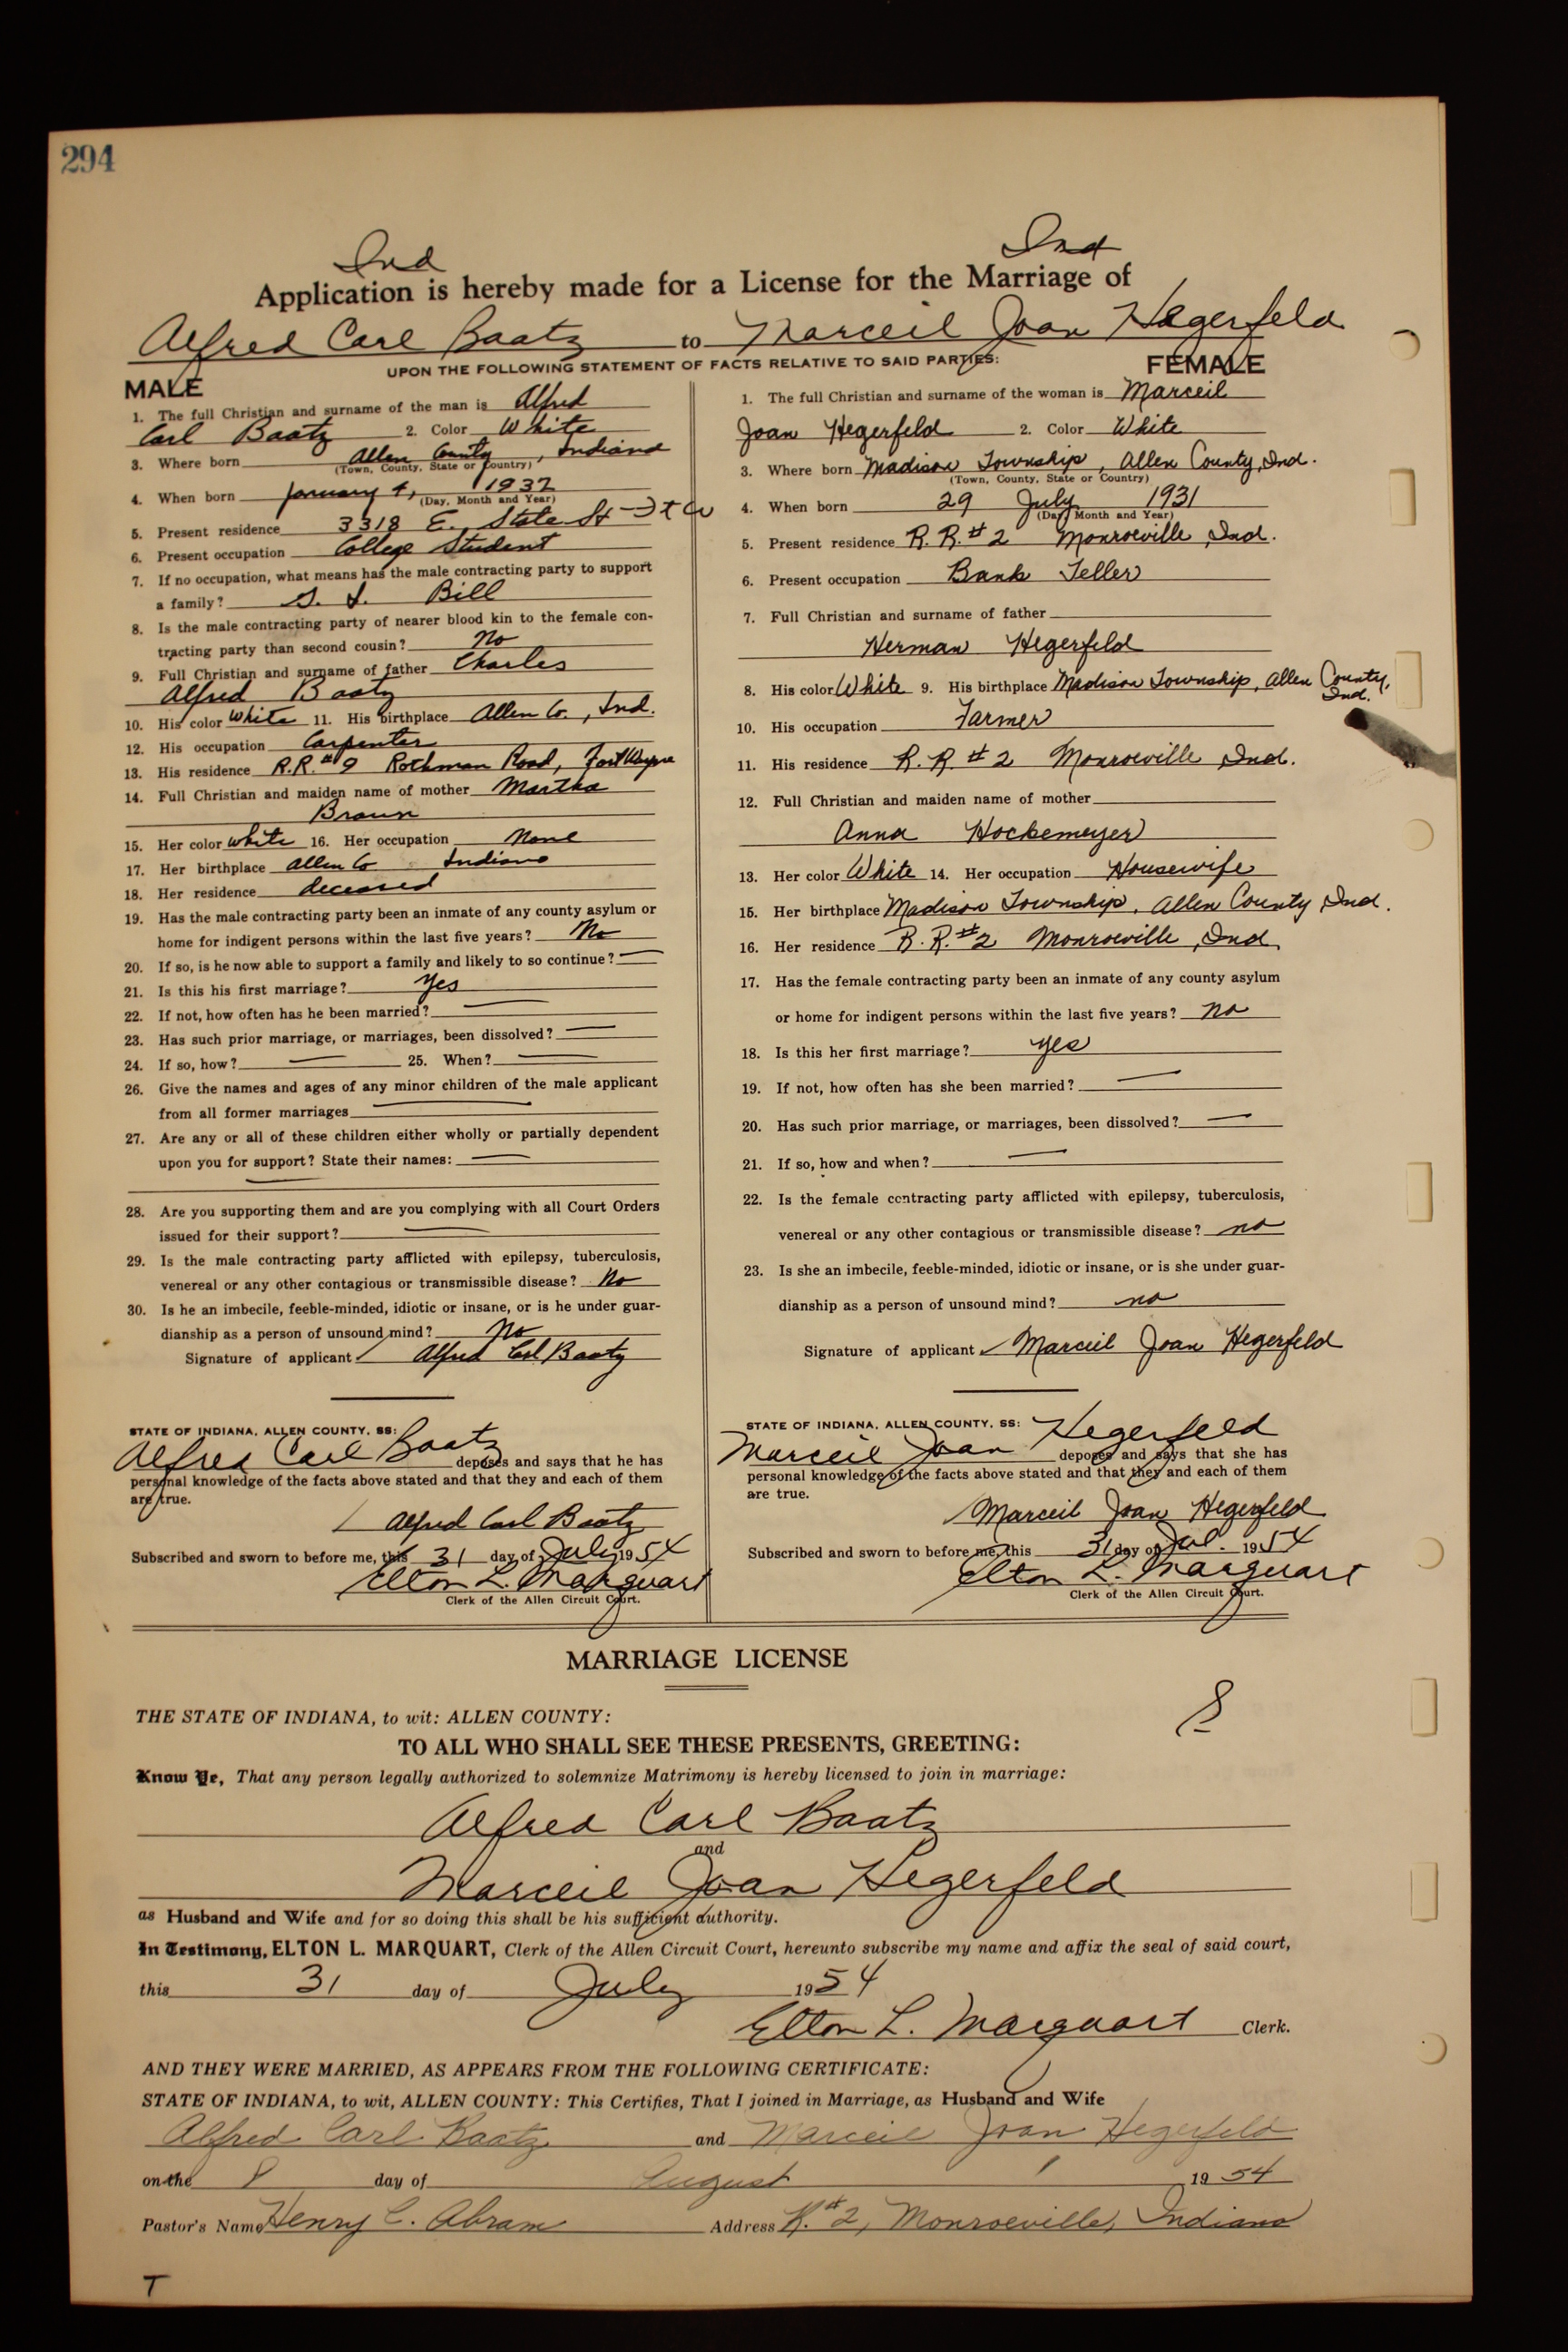 294
Ind Ind
Application is hereby made for a License for the Marriage of
Alfred Carl Baatz to Marceil Joan Hegerfeld
UPON THE FOLLOWING STATEMENT OF FACTS RELATIVE TO SAID PARTIES:
MALE
1. The full Christian and surname of the man is Alfred
Carl Baatz 2. Color White
3. Where born Allen County, Indiana
(Town, County, State or Country)
4. When born January 4, 1932
(Day, Month and Year)
5. Present residence 3318 E. State St Ft W
6. Present occupation College Student
7. If no occupation, what means has the male contracting party to support
a family? G. I. Bill
8. Is the male contracting party of nearer blood kin to the female con-
tracting party than second cousin? No
9. Full Christian and surname of father Charles
Alfred Baatz
10. His color White 11. His birthplace Allen Co., Ind.
12. His occupation Carpenter
13. His residence R.R. #9 Rothman Road, Fort Wayne
14. Full Christian and maiden name of mother Martha
Braun
15. Her color white 16. Her occupation None
17. Her birthplace Allen Co Indiana
18. Her residence deceased
19. Has the male contracting party been an inmate of any county asylum or
home for indigent persons within the last five years? No
20. If so, is he now able to support a family and likely to so continue? —
21. Is this his first marriage? Yes
22. If not, how often has he been married? —
23. Has such prior marriage, or marriages, been dissolved? —
24. If so, how? — 25. When? —
26. Give the names and ages of any minor children of the male applicant
from all former marriages —
27. Are any or all of these children either wholly or partially dependent
upon you for support? State their names: —
—
28. Are you supporting them and are you complying with all Court Orders
issued for their support? —
29. Is the male contracting party afflicted with epilepsy, tuberculosis,
venereal or any other contagious or transmissible disease? No
30. Is he an imbecile, feeble-minded, idiotic or insane, or is he under guar-
dianship as a person of unsound mind? No
Signature of applicant Alfred Carl Baatz
STATE OF INDIANA, ALLEN COUNTY, SS:
Alfred Carl Baatz deposes and says that he has
personal knowledge of the facts above stated and that they and each of them
are true.
Alfred Carl Baatz
Subscribed and sworn to before me, this 31 day of July 1954
Elton L. Marquart
Clerk of the Allen Circuit Court.
FEMALE
1. The full Christian and surname of the woman is Marceil
Joan Hegerfeld 2. Color White
3. Where born Madison Township, Allen County, Ind.
(Town, County, State or Country)
4. When born 29 July 1931
(Day, Month and Year)
5. Present residence R. R. #2 Monroeville, Ind.
6. Present occupation Bank Teller
7. Full Christian and surname of father
Herman Hegerfeld
8. His color White 9. His birthplace Madison Township, Allen County, Ind.
10. His occupation Farmer
11. His residence R. R. #2 Monroeville, Ind.
12. Full Christian and maiden name of mother
Anna Hockemeyer
13. Her color White 14. Her occupation Housewife
15. Her birthplace Madison Township, Allen County, Ind.
16. Her residence R. R. #2 Monroeville, Ind.
17. Has the female contracting party been an inmate of any county asylum
or home for indigent persons within the last five years? no
18. Is this her first marriage? yes
19. If not, how often has she been married? —
20. Has such prior marriage, or marriages, been dissolved? —
21. If so, how and when? —
22. Is the female contracting party afflicted with epilepsy, tuberculosis,
venereal or any other contagious or transmissible disease? no
23. Is she an imbecile, feeble-minded, idiotic or insane, or is she under guar-
dianship as a person of unsound mind? no
Signature of applicant Marceil Joan Hegerfeld
STATE OF INDIANA, ALLEN COUNTY, SS:
Marceil Joan Hegerfeld deposes and says that she has
personal knowledge of the facts above stated and that they and each of them
are true.
Marceil Joan Hegerfeld
Subscribed and sworn to before me, this 31 day of Jul. 1954
Elton L. Marquart
Clerk of the Allen Circuit Court.
MARRIAGE LICENSE
8
THE STATE OF INDIANA, to wit: ALLEN COUNTY:
TO ALL WHO SHALL SEE THESE PRESENTS, GREETING:
Know Ye, That any person legally authorized to solemnize Matrimony is hereby licensed to join in marriage:
Alfred Carl Baatz
and
Marceil Joan Hegerfeld
as Husband and Wife and for so doing this shall be his sufficient authority.
In Testimony, ELTON L. MARQUART, Clerk of the Allen Circuit Court, hereunto subscribe my name and affix the seal of said court,
this 31 day of July 1954
Elton L. Marquart Clerk.
AND THEY WERE MARRIED, AS APPEARS FROM THE FOLLOWING CERTIFICATE:
STATE OF INDIANA, to wit, ALLEN COUNTY: This Certifies, That I joined in Marriage, as Husband and Wife
Alfred Carl Baatz and Marceil Joan Hegerfeld
on the 8 day of August 1954
Pastor's Name Henry C. Abram Address R. #2, Monroeville, Indiana
T